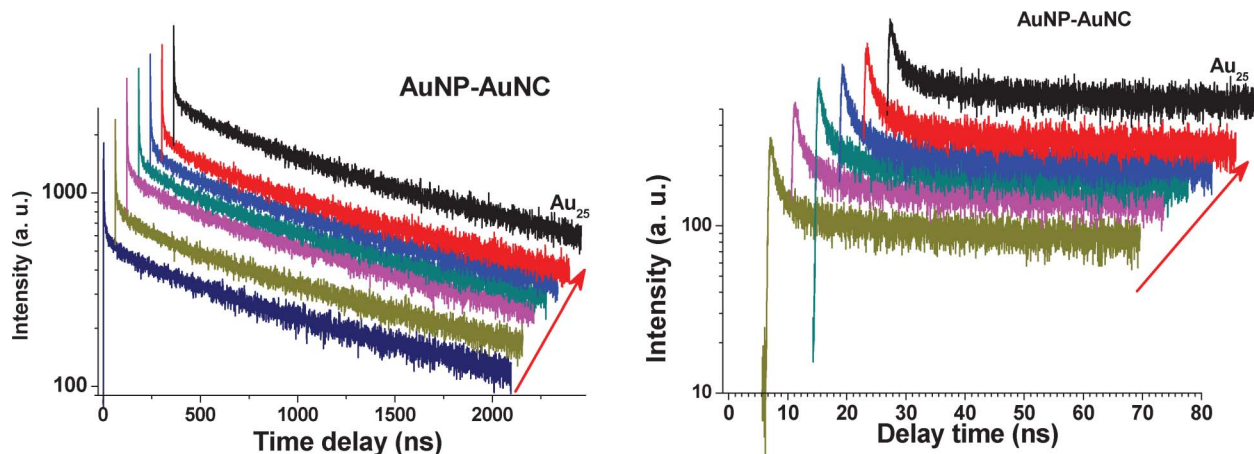 AuNP-AuNC
Au25
1000
100
Intensity (a. u.)
0
500
1000
1500
2000
Time delay (ns)
AuNP-AuNC
Au25
100
10
Intensity (a. u.)
0
10
20
30
40
50
60
70
80
Delay time (ns)